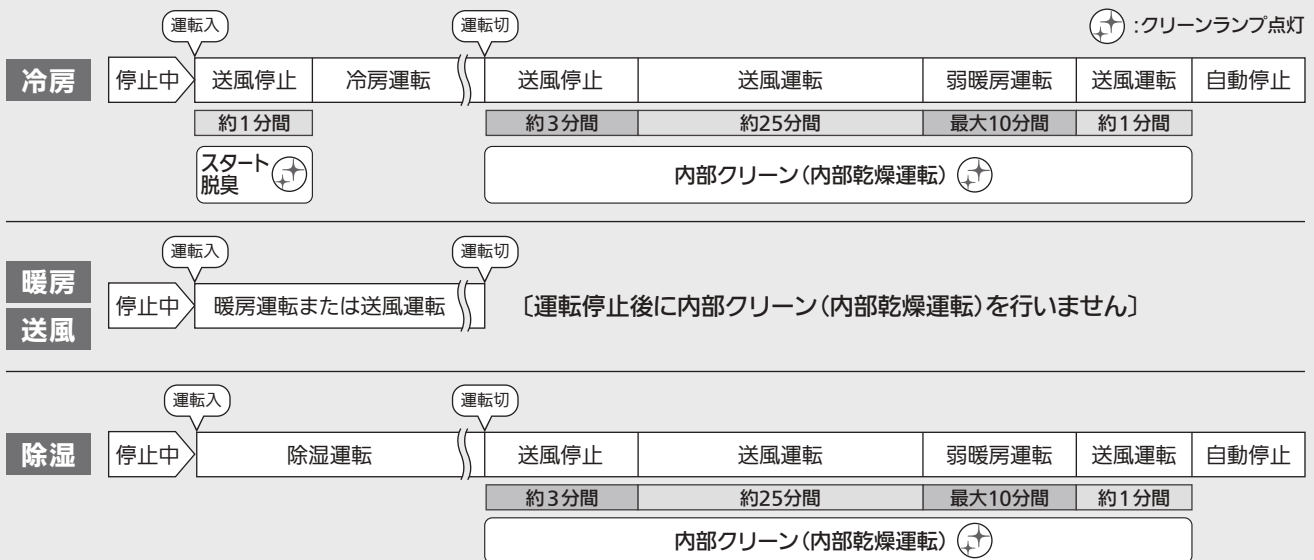 運転入 運転切 :クリーンランプ点灯
冷房 停止中 送風停止 冷房運転 送風停止 送風運転 弱暖房運転 送風運転 自動停止
約1分間 約3分間 約25分間 最大10分間 約1分間
スタート
脱臭
内部クリーン(内部乾燥運転)
運転入 運転切
暖房
送風
停止中 暖房運転または送風運転 〔運転停止後に内部クリーン(内部乾燥運転)を行いません〕
運転入 運転切
除湿 停止中 除湿運転 送風停止 送風運転 弱暖房運転 送風運転 自動停止
約3分間 約25分間 最大10分間 約1分間
内部クリーン(内部乾燥運転)